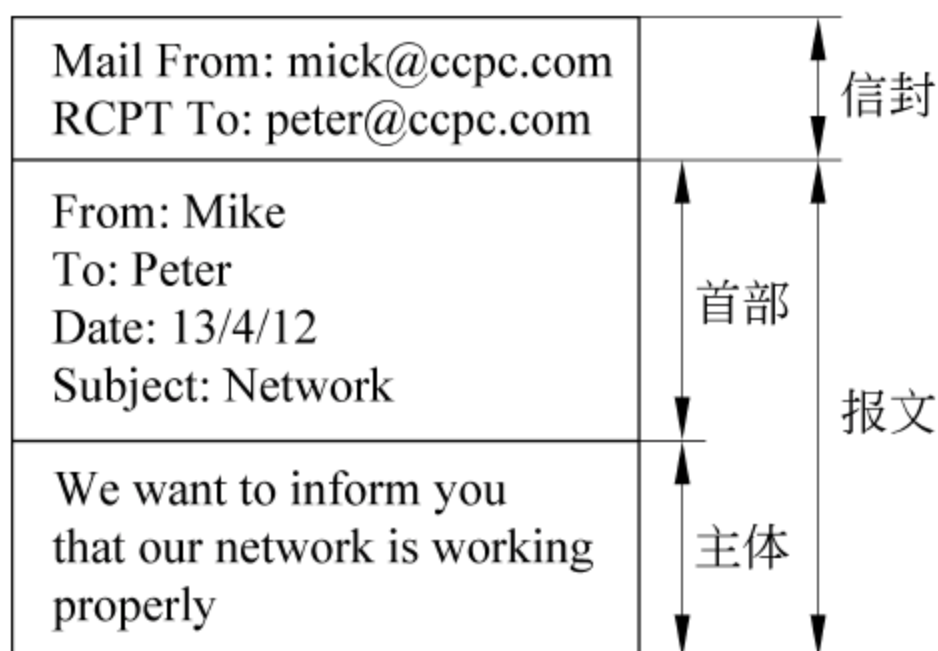 Mail From: mick@ccpc.com
RCPT To: peter@ccpc.com
信封
From: Mike
To: Peter
Date: 13/4/12
Subject: Network
首部
报文
We want to inform you
that our network is working
properly
主体